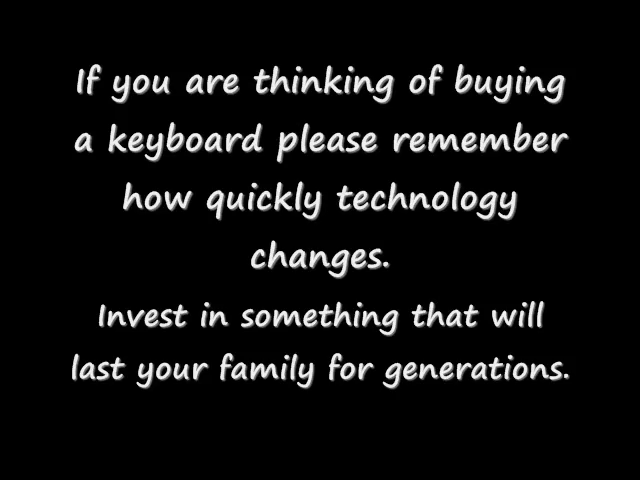 If you are thinking of buying
a keyboard please remember
how quickly technology
changes.
Invest in something that will
last your family for generations.